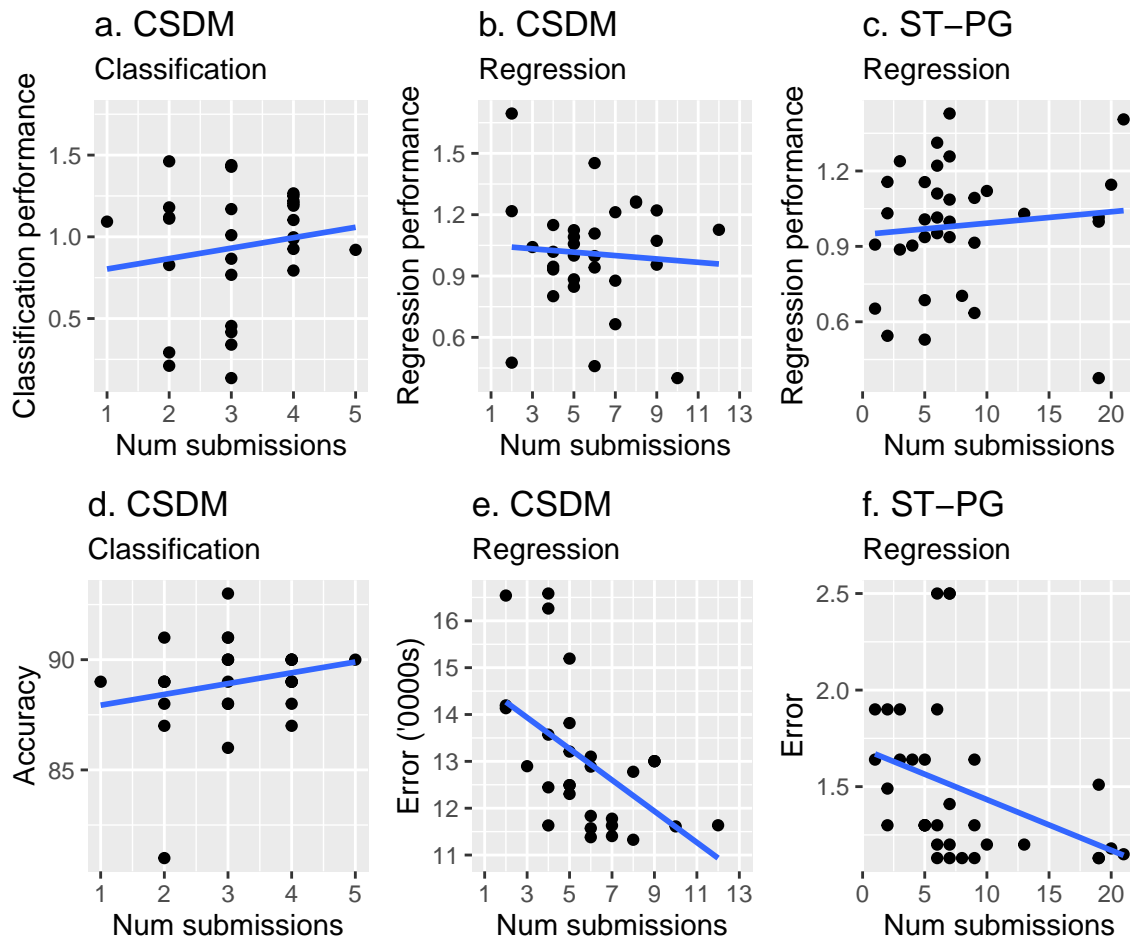 a. CSDM
Classification
Classification performance
1.5
1.0
0.5
1 2 3 4 5
Num submissions
b. CSDM
Regression
Regression performance
1.5
1.2
0.9
0.6
1 3 5 7 9 11 13
Num submissions
c. ST−PG
Regression
Regression performance
1.2
0.9
0.6
0 5 10 15 20
Num submissions
d. CSDM
Classification
Accuracy
90
85
1 2 3 4 5
Num submissions
e. CSDM
Regression
Error ('0000s)
16
15
14
13
12
11
1 3 5 7 9 11 13
Num submissions
f. ST−PG
Regression
Error
2.5
2.0
1.5
0 5 10 15 20
Num submissions